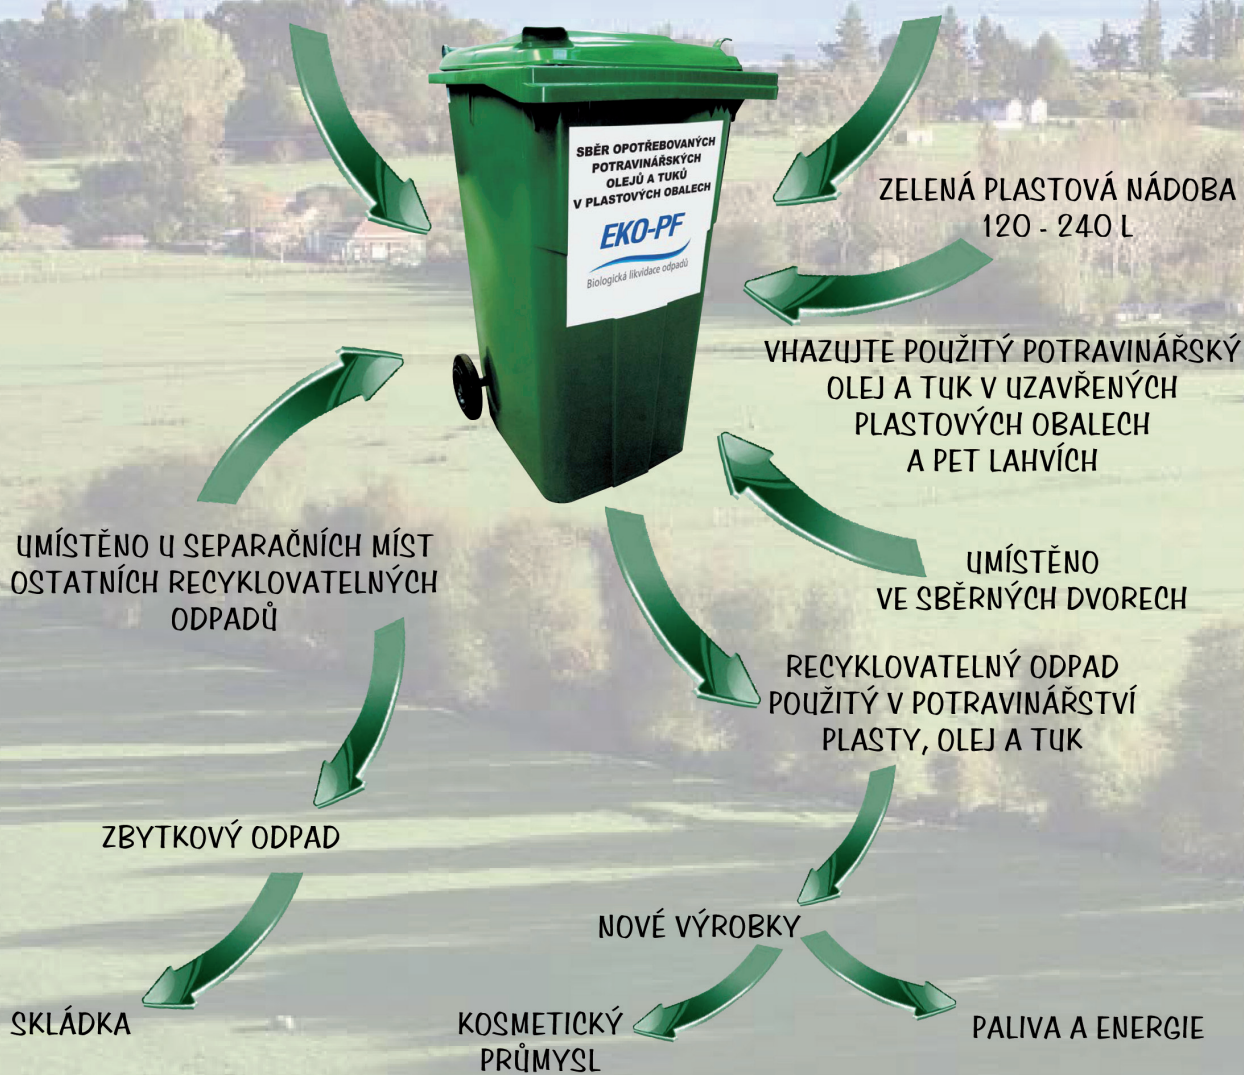 SBĚR OPOTŘEBOVANÝCH
POTRAVINÁŘSKÝCH
OLEJŮ A TUKŮ
V PLASTOVÝCH OBALECH
EKO-PF
Biologická likvidace odpadů
ZELENÁ PLASTOVÁ NÁDOBA
120 - 240 L
VHAZUJTE POUŽITÝ POTRAVINÁŘSKÝ
OLEJ A TUK V UZAVŘENÝCH
PLASTOVÝCH OBALECH
A PET LAHVÍCH
UMÍSTĚNO U SEPARAČNÍCH MÍST
OSTATNÍCH RECYKLOVATELNÝCH
ODPADŮ
UMÍSTĚNO
VE SBĚRNÝCH DVORECH
RECYKLOVATELNÝ ODPAD
POUŽITÝ V POTRAVINÁŘSTVÍ
PLASTY, OLEJ A TUK
ZBYTKOVÝ ODPAD
NOVÉ VÝROBKY
SKLÁDKA
KOSMETICKÝ
PRŮMYSL
PALIVA A ENERGIE